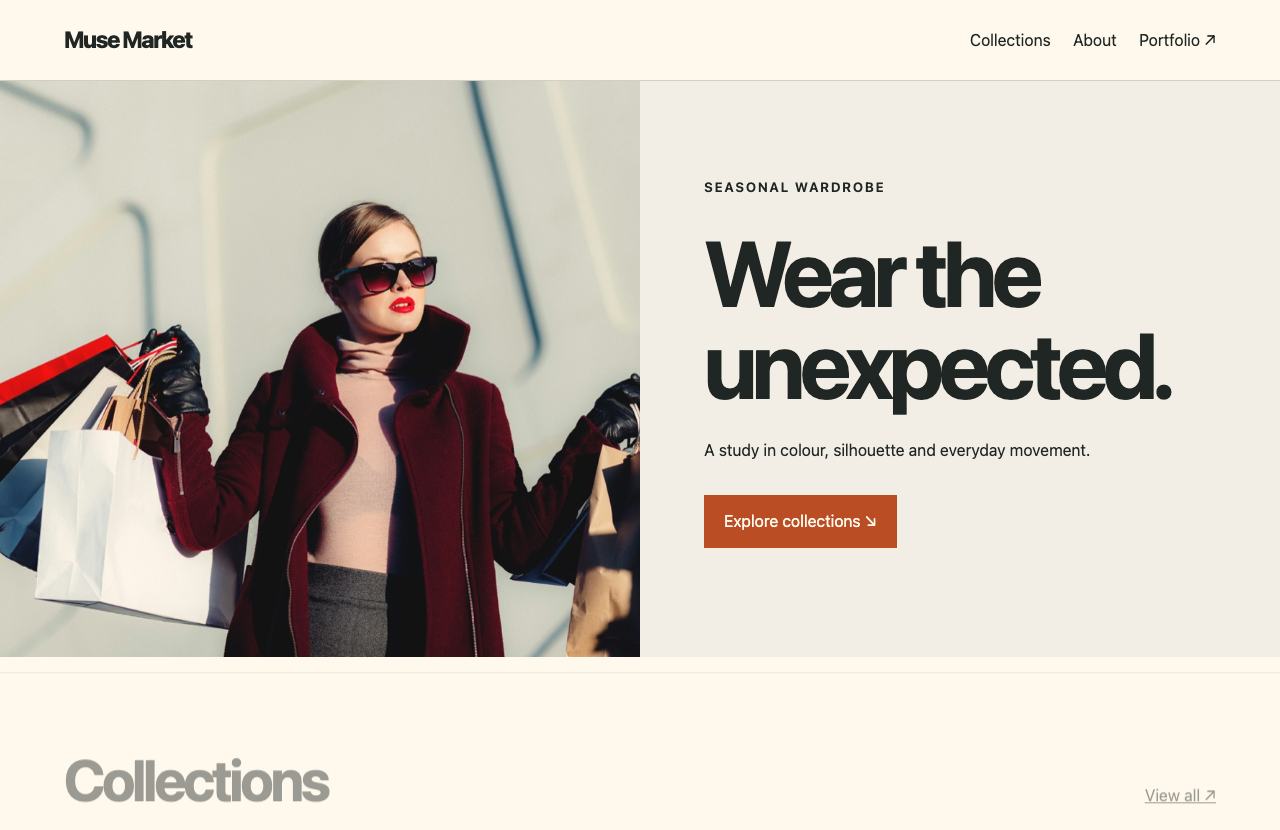 Muse Market
Collections About Portfolio ↗
SEASONAL WARDROBE
Wear the
unexpected.
A study in colour, silhouette and everyday movement.
Explore collections ↘
Collections
View all ↗